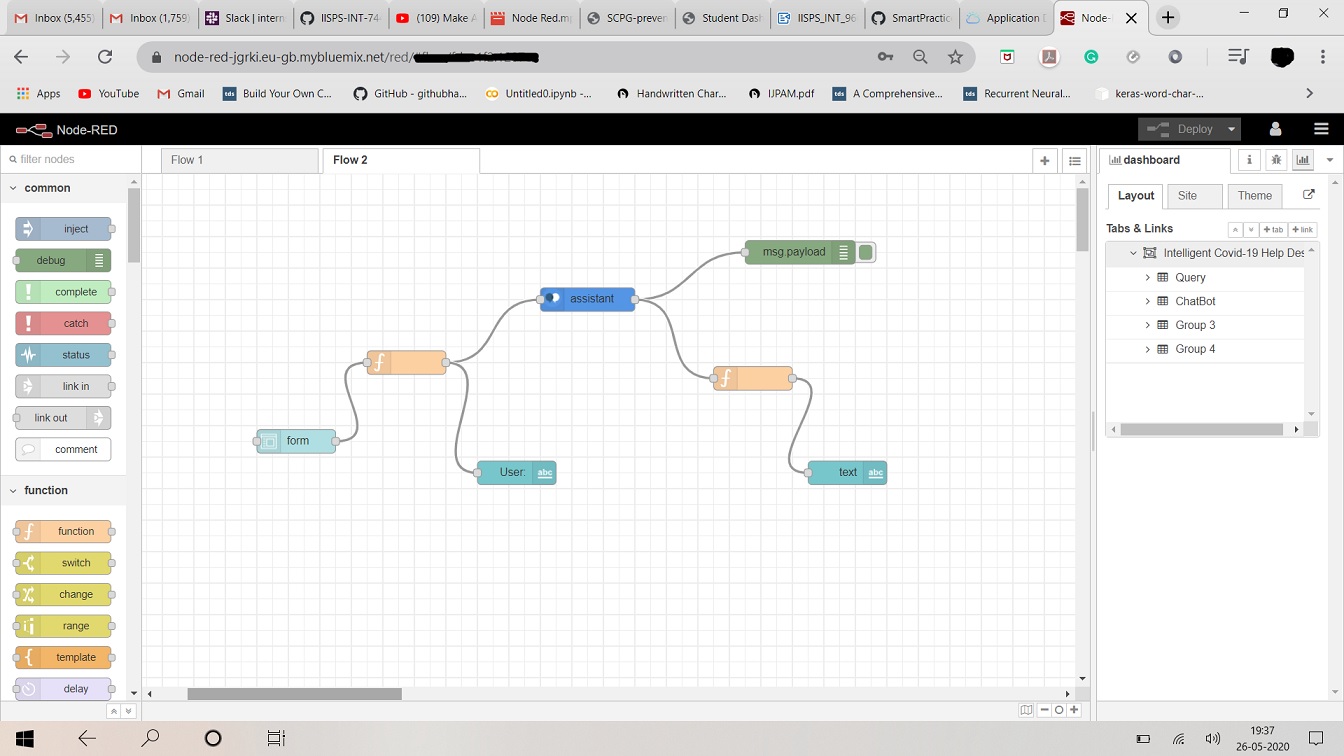 Inbox (5,455)
Inbox (1,759)
Slack | intern
IISPS-INT-74
(109) Make A
Node Red.mp
SCPG-preven
Student Dash
IISPS_INT_96
SmartPractic
Application D
Node-
node-red-jgrki.eu-gb.mybluemix.net/red/
Apps
YouTube
Gmail
Build Your Own C...
GitHub - githubha...
Untitled0.ipynb -...
Handwritten Char...
IJPAM.pdf
A Comprehensive...
Recurrent Neural...
keras-word-char-...
Node-RED
Deploy
filter nodes
Flow 1
Flow 2
dashboard
common
inject
debug
complete
catch
status
link in
link out
comment
function
function
switch
change
range
template
delay
form
f
User:
abc
assistant
msg.payload
f
text
abc
Layout
Site
Theme
Tabs & Links
tab
link
Intelligent Covid-19 Help Des
Query
ChatBot
Group 3
Group 4
19:37
26-05-2020